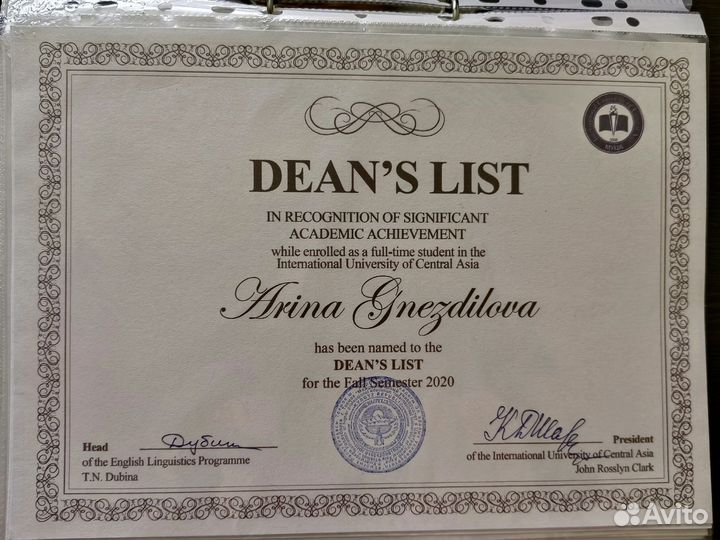 DEAN'S LIST
IN RECOGNITION OF SIGNIFICANT
ACADEMIC ACHIEVEMENT
while enrolled as a full-time student in the
International University of Central Asia
Arina Gnezdilova
has been named to the
DEAN'S LIST
for the Fall Semester 2020
Head
of the English Linguistics Programme
T.N. Dubina
President
of the International University of Central Asia
John Rosslyn Clark
Avito